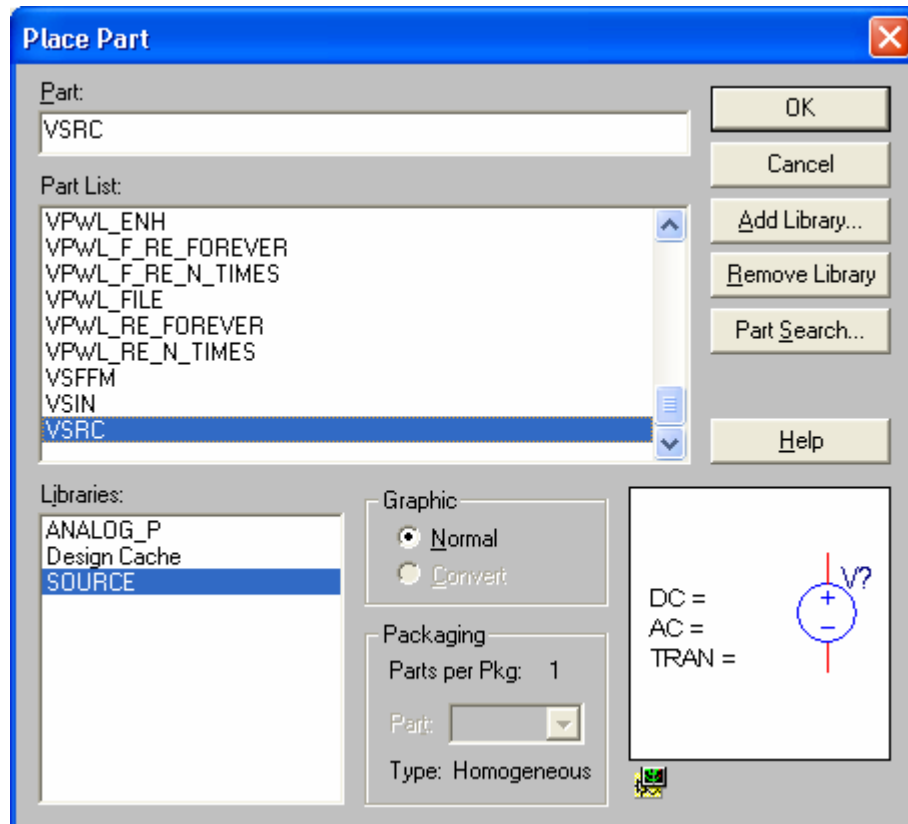 Place Part
Part:
VSRC
OK
Cancel
Part List:
VPWL_ENH
VPWL_F_RE_FOREVER
VPWL_F_RE_N_TIMES
VPWL_FILE
VPWL_RE_FOREVER
VPWL_RE_N_TIMES
VSFFM
VSIN
VSRC
Add Library...
Remove Library
Part Search...
Help
Libraries:
ANALOG_P
Design Cache
SOURCE
Graphic
Normal
Convert
Packaging
Parts per Pkg: 1
Part:
Type: Homogeneous
V?
+
−
DC =
AC =
TRAN =